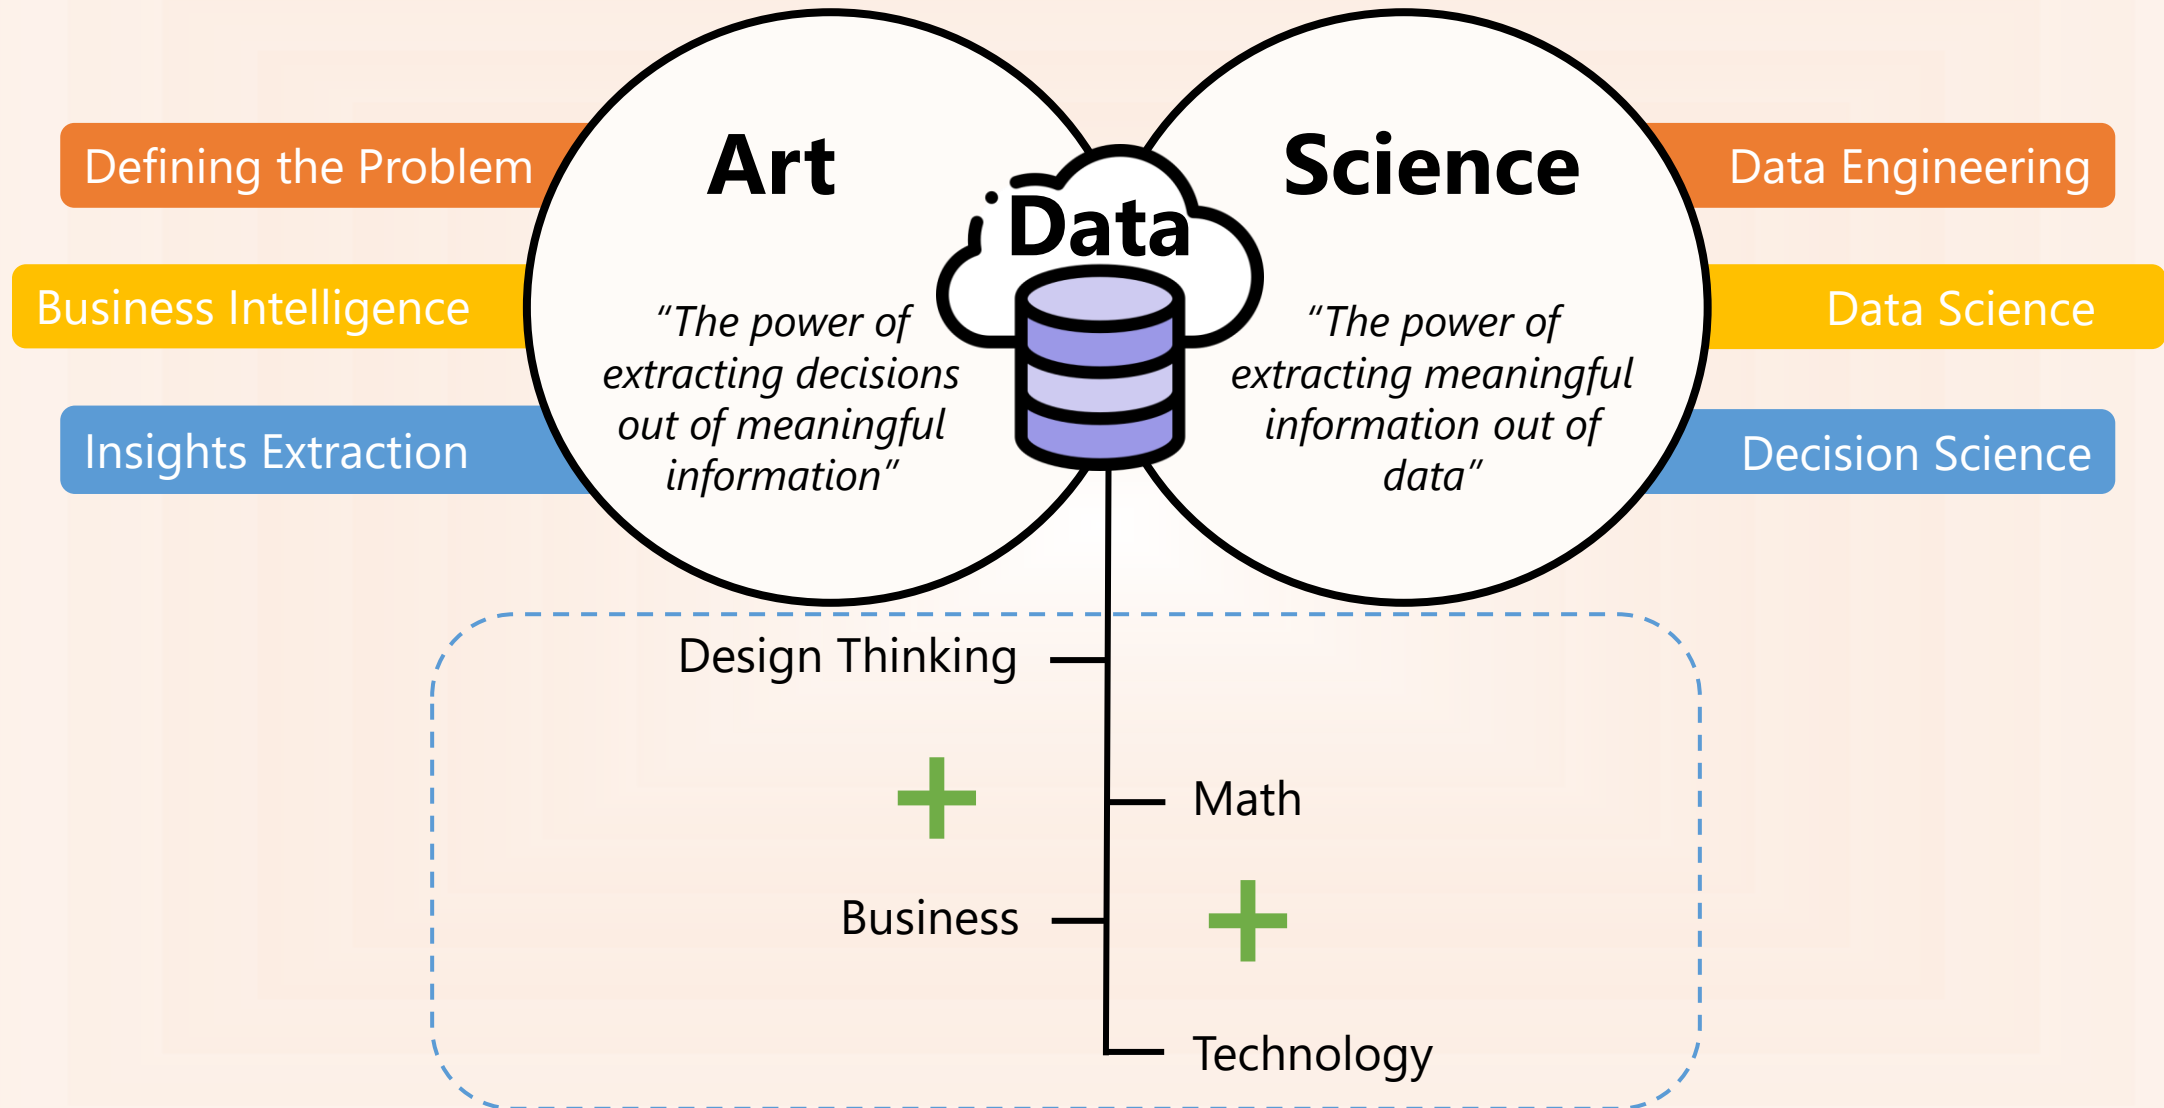 Art
Science
Data
Defining the Problem
Business Intelligence
Insights Extraction
“The power of
extracting decisions
out of meaningful
information”
“The power of
extracting meaningful
information out of
data”
Data Engineering
Data Science
Decision Science
Design Thinking
Math
Business
Technology